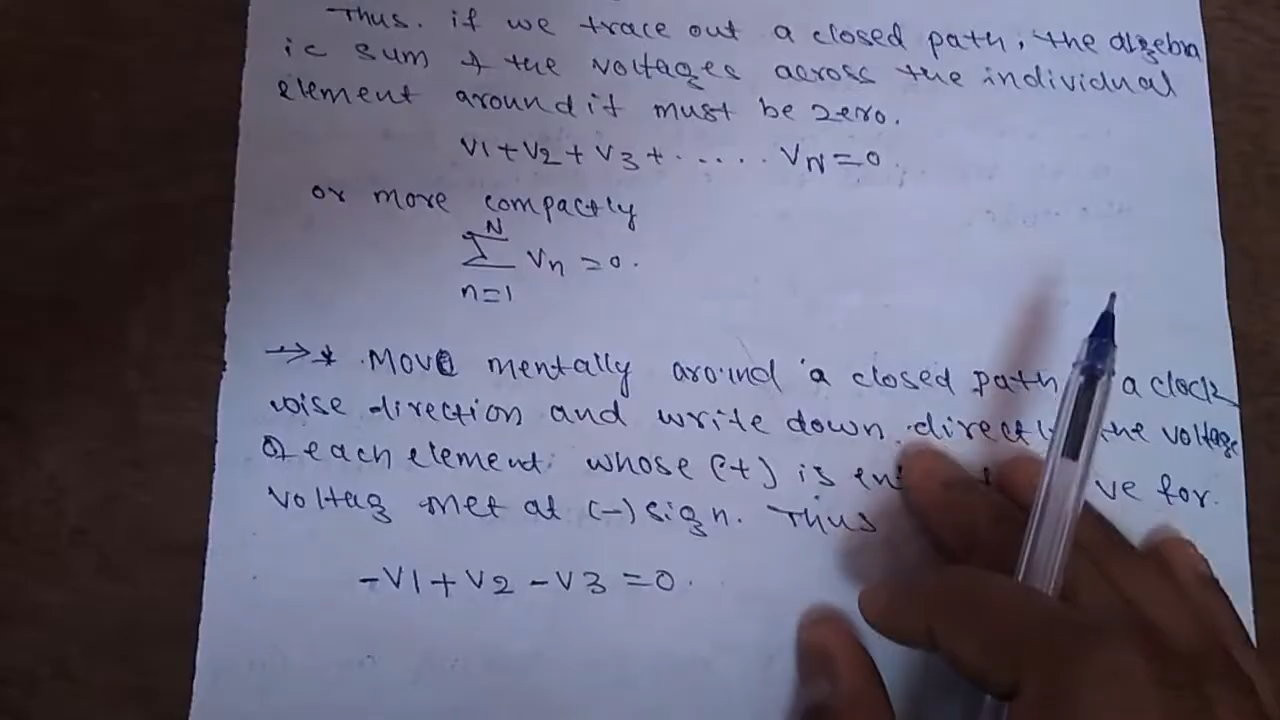 Thus. if we trace out a closed path, the algebra
ic sum of the voltages across the individual
element around it must be zero.
V1+V2+V3+..... VN=0.
or more compactly
N
∑ Vn =0.
n=1
→* Move mentally around a closed path a clock
wise direction and write down directly the voltage
of each element whose (+) is ve for
voltag met at (-) sign. Thus
-V1+V2-V3=0.